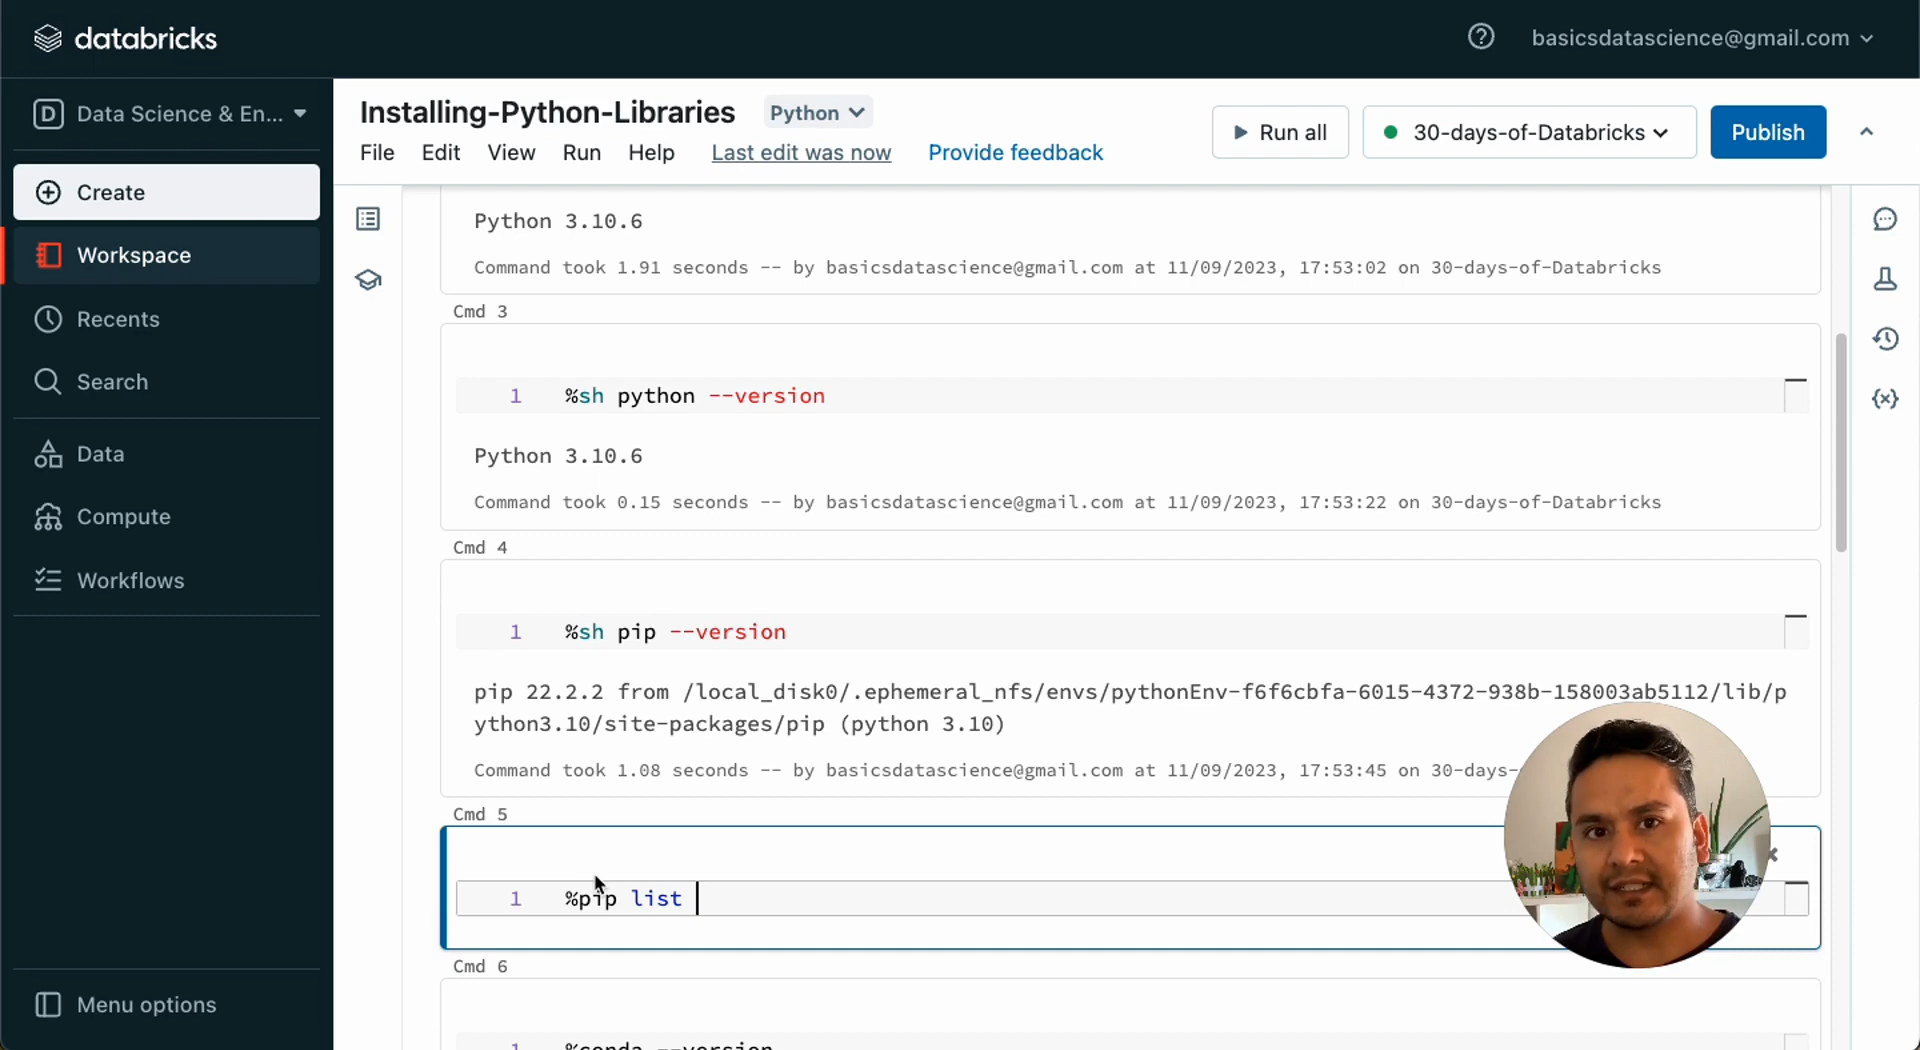 databricks
basicsdatascience@gmail.com
D Data Science & En...
Create
Workspace
Recents
Search
Data
Compute
Workflows
Menu options
Installing-Python-Libraries Python
File Edit View Run Help Last edit was now Provide feedback
Run all
30-days-of-Databricks
Publish
Python 3.10.6
Command took 1.91 seconds -- by basicsdatascience@gmail.com at 11/09/2023, 17:53:02 on 30-days-of-Databricks
Cmd 3
1 %sh python --version
Python 3.10.6
Command took 0.15 seconds -- by basicsdatascience@gmail.com at 11/09/2023, 17:53:22 on 30-days-of-Databricks
Cmd 4
1 %sh pip --version
pip 22.2.2 from /local_disk0/.ephemeral_nfs/envs/pythonEnv-f6f6cbfa-6015-4372-938b-158003ab5112/lib/p
ython3.10/site-packages/pip (python 3.10)
Command took 1.08 seconds -- by basicsdatascience@gmail.com at 11/09/2023, 17:53:45 on 30-days-
Cmd 5
1 %pip list
Cmd 6
1 %conda --version